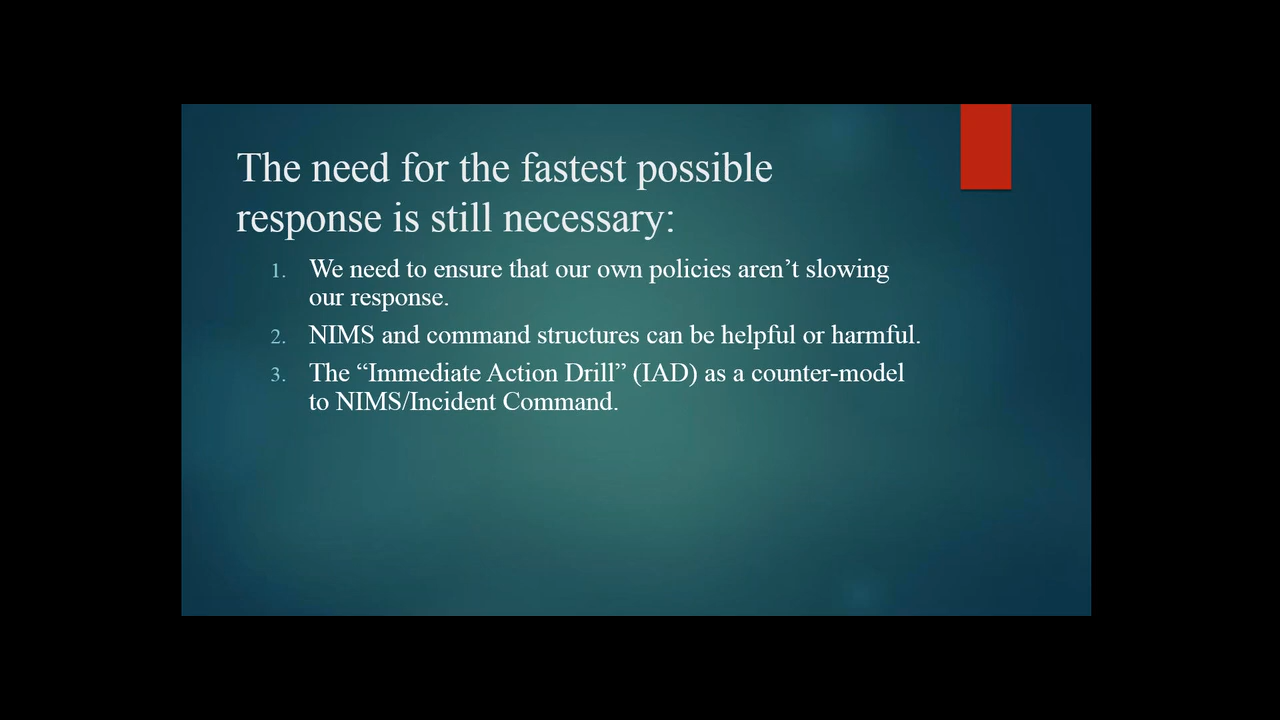 The need for the fastest possible
response is still necessary:
1. We need to ensure that our own policies aren’t slowing
our response.
2. NIMS and command structures can be helpful or harmful.
3. The “Immediate Action Drill” (IAD) as a counter-model
to NIMS/Incident Command.